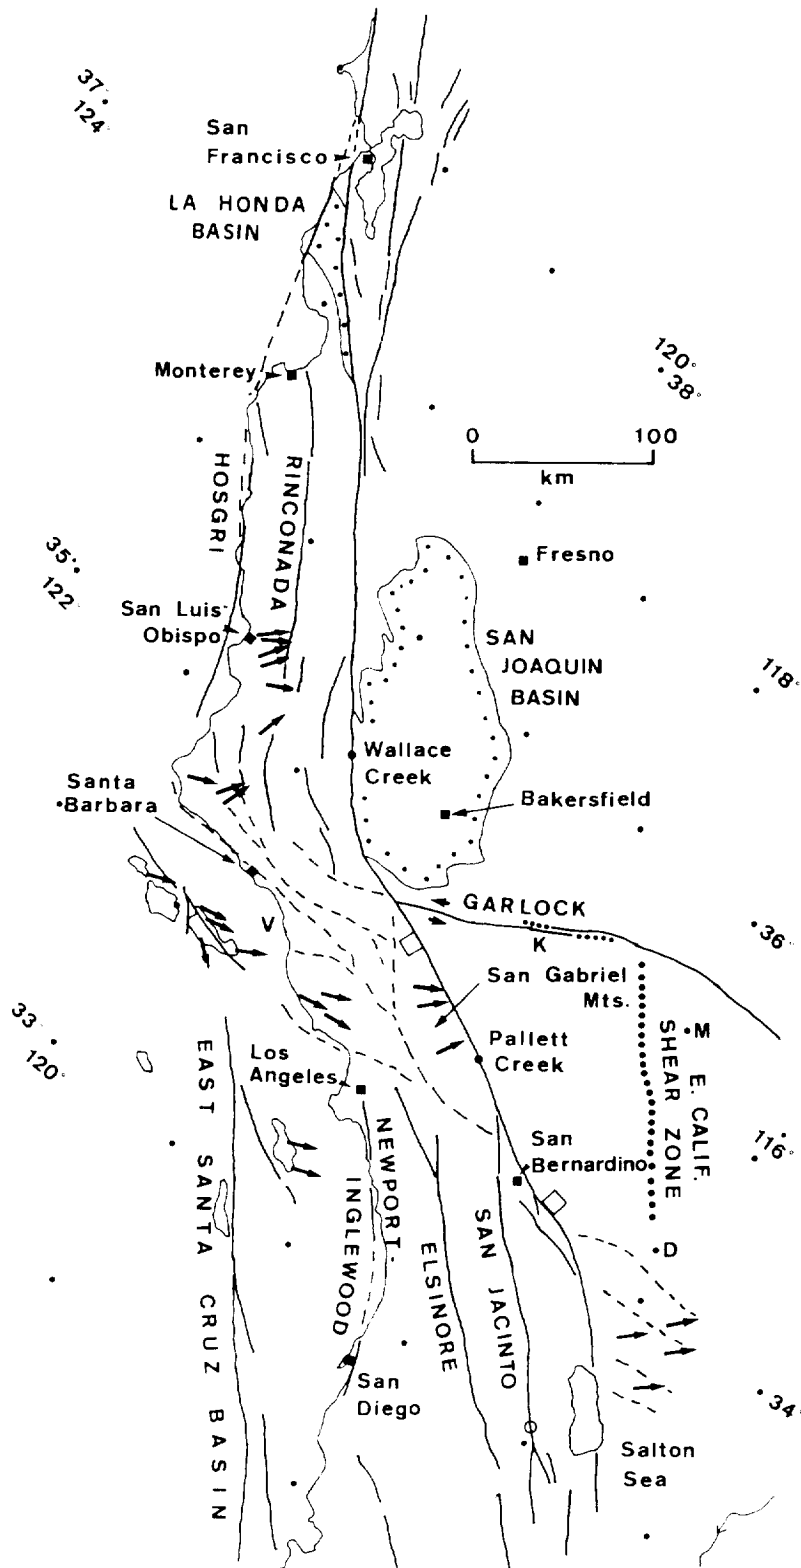 37°
124°
San
Francisco
LA HONDA
BASIN
120°
38°
Monterey
0 100
km
HOSGRI
RINCONADA
35°
122°
Fresno
San Luis
Obispo
SAN
JOAQUIN
BASIN
118°
Wallace
Creek
Santa
Barbara
Bakersfield
GARLOCK
V
K
36°
San Gabriel
Mts.
33°
120°
M
Pallett
Creek
Los
Angeles
E. CALIF.
SHEAR ZONE
116°
San
Bernardino
EAST SANTA CRUZ BASIN
NEWPORT-
INGLEWOOD
ELSINORE
SAN JACINTO
D
San
Diego
34°
Salton
Sea